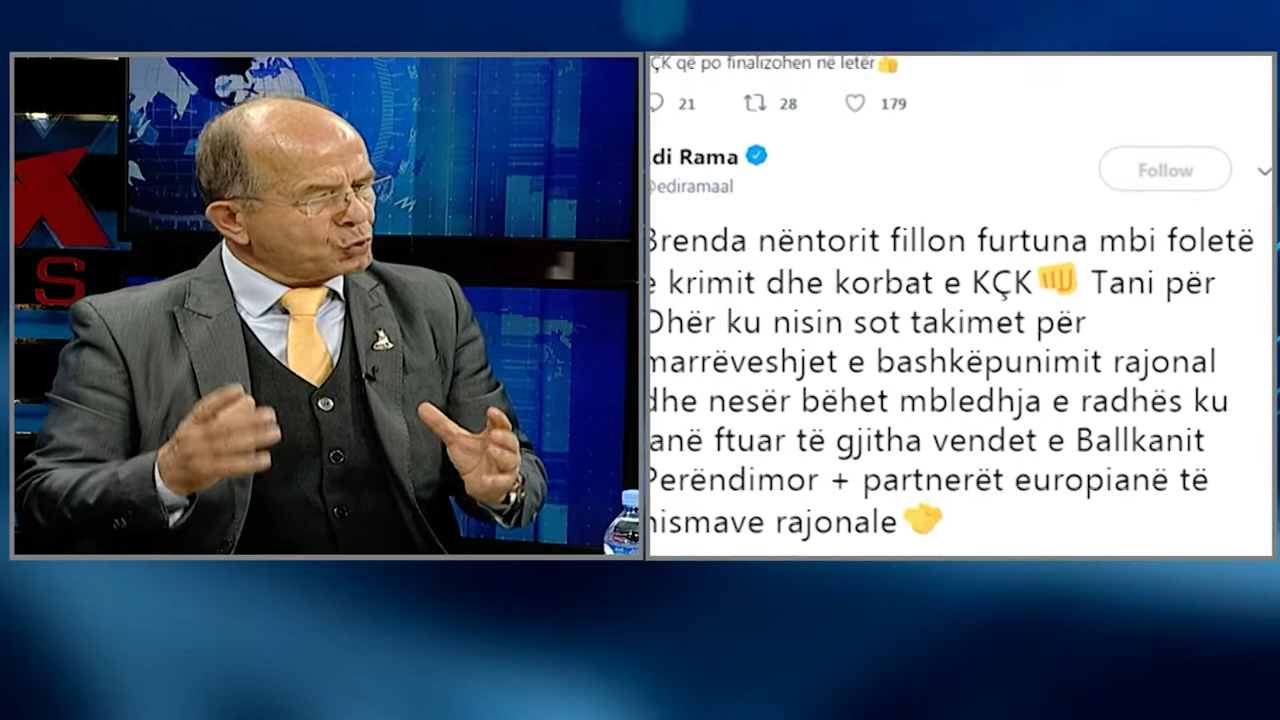 S
ÇK që po finalizohen në letër👍
21 28 179
di Rama
Follow
@ediramaal
Brenda nëntorit fillon furtuna mbi foletë
e krimit dhe korbat e KÇK👊 Tani për
Ohër ku nisin sot takimet për
marrëveshjet e bashkëpunimit rajonal
dhe nesër bëhet mbledhja e radhës ku
janë ftuar të gjitha vendet e Ballkanit
Perëndimor + partnerët europianë të
nismave rajonale🤝